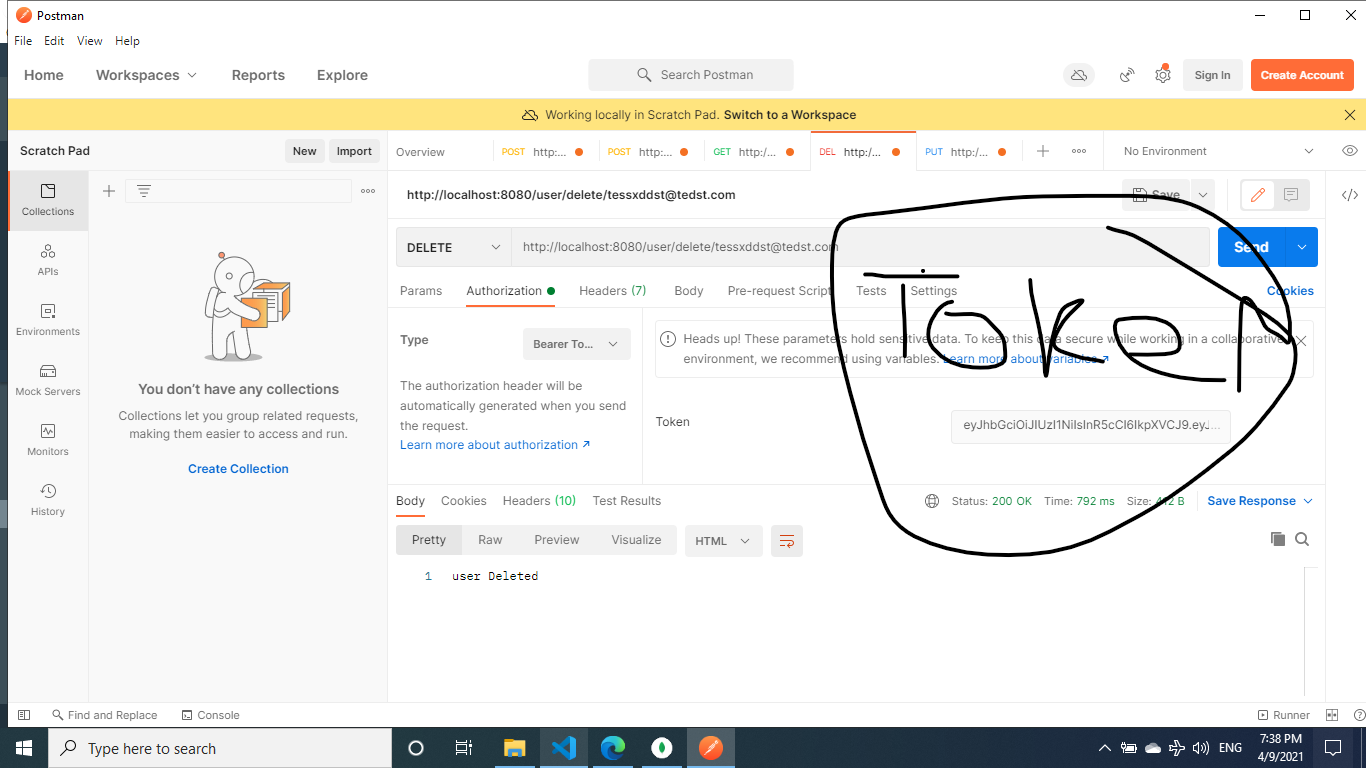 Postman
File Edit View Help
Home Workspaces Reports Explore Search Postman Sign In Create Account
Working locally in Scratch Pad. Switch to a Workspace
Scratch Pad New Import Overview POST http:... POST http:... GET http:/... DEL http:/... PUT http:/... No Environment
Collections
APIs
Environments
Mock Servers
Monitors
History
You don't have any collections
Collections let you group related requests,
making them easier to access and run.
Create Collection
http://localhost:8080/user/delete/tessxddst@tedst.com Save
DELETE http://localhost:8080/user/delete/tessxddst@tedst.com Send
Params Authorization Headers (7) Body Pre-request Script Tests Settings Cookies
Token
Type Bearer To...
The authorization header will be
automatically generated when you send
the request.
Learn more about authorization
Heads up! These parameters hold sensitive data. To keep this data secure while working in a collaborative
environment, we recommend using variables. Learn more about variables
Token eyJhbGciOiJIUzI1NiIsInR5cCI6IkpXVCJ9.eyJ...
Body Cookies Headers (10) Test Results Status: 200 OK Time: 792 ms Size: 412 B Save Response
Pretty Raw Preview Visualize HTML
1 user Deleted
Find and Replace Console Runner
Type here to search ENG 7:38 PM
4/9/2021